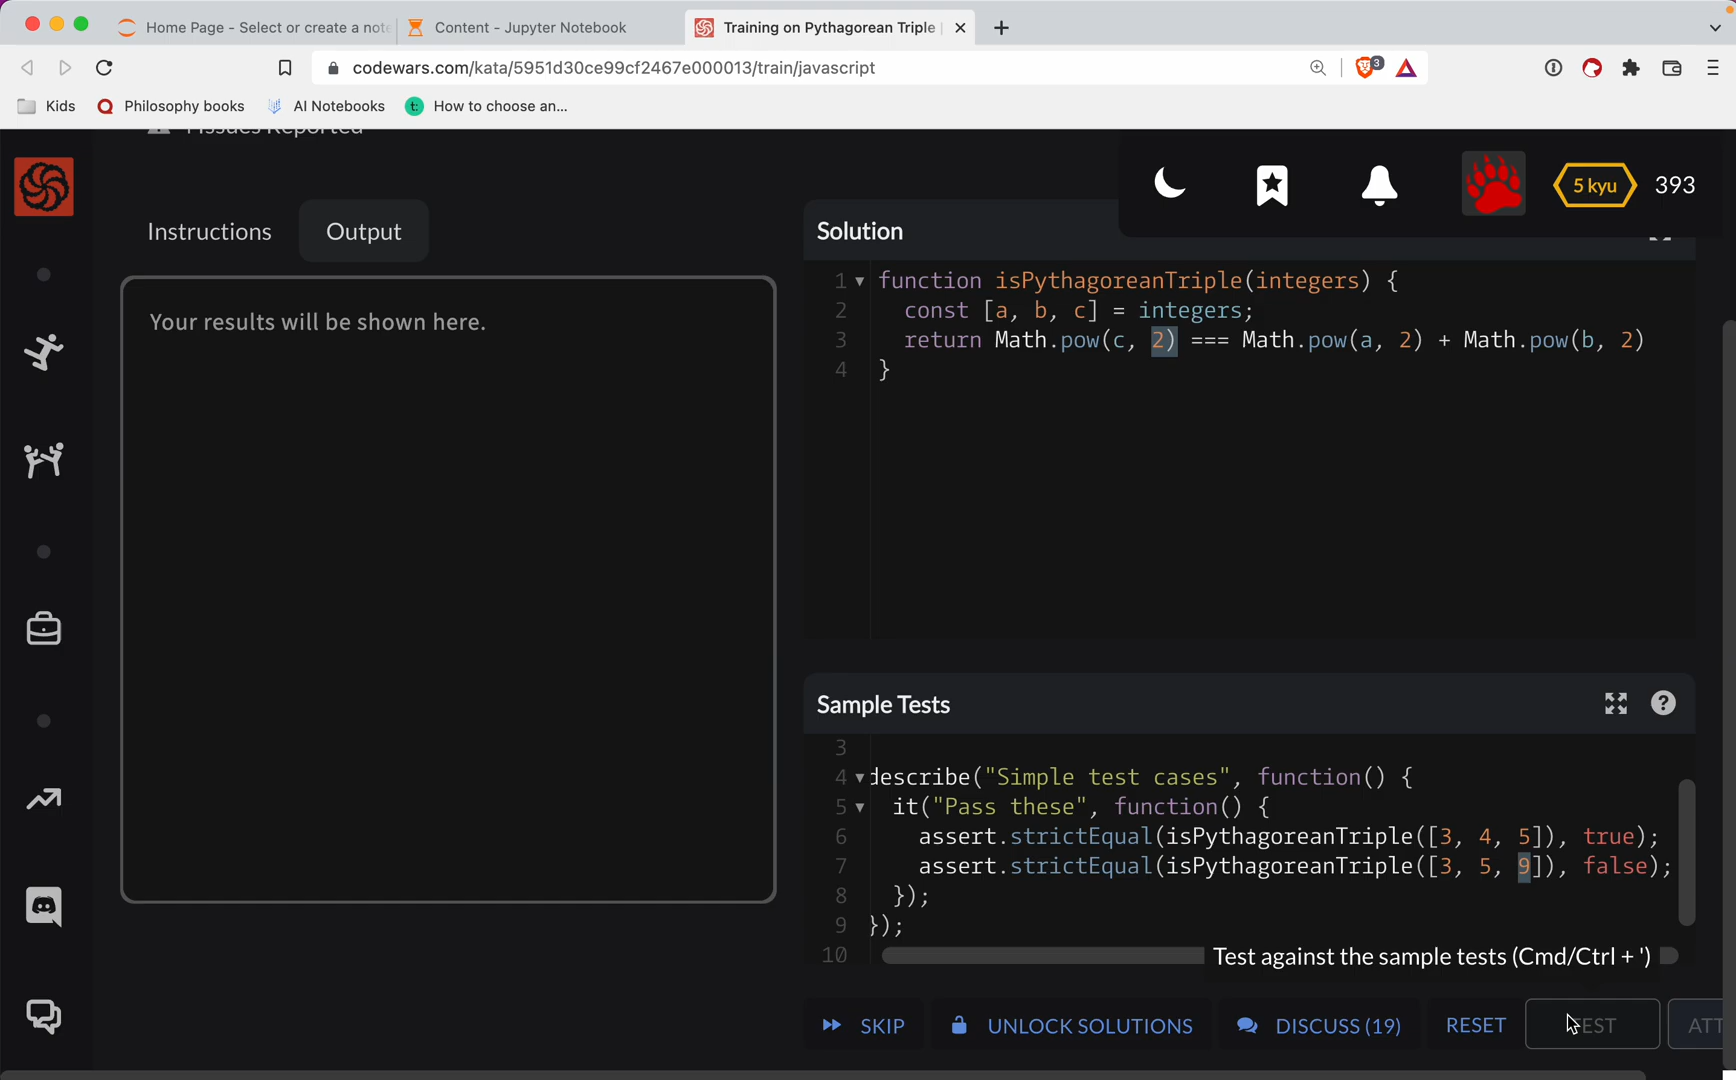 Home Page - Select or create a note
Content - Jupyter Notebook
Training on Pythagorean Triple |
codewars.com/kata/5951d30ce99cf2467e000013/train/javascript
3
Kids
Philosophy books
AI Notebooks
t:
How to choose an...
Issues Reported
5 kyu
393
Instructions
Output
Your results will be shown here.
Solution
1 function isPythagoreanTriple(integers) {
2 const [a, b, c] = integers;
3 return Math.pow(c, 2) === Math.pow(a, 2) + Math.pow(b, 2)
4 }
Sample Tests
?
3
4 describe("Simple test cases", function() {
5 it("Pass these", function() {
6 assert.strictEqual(isPythagoreanTriple([3, 4, 5]), true);
7 assert.strictEqual(isPythagoreanTriple([3, 5, 9]), false);
8 });
9 });
10
Test against the sample tests (Cmd/Ctrl + ')
SKIP
UNLOCK SOLUTIONS
DISCUSS (19)
RESET
TEST
ATT